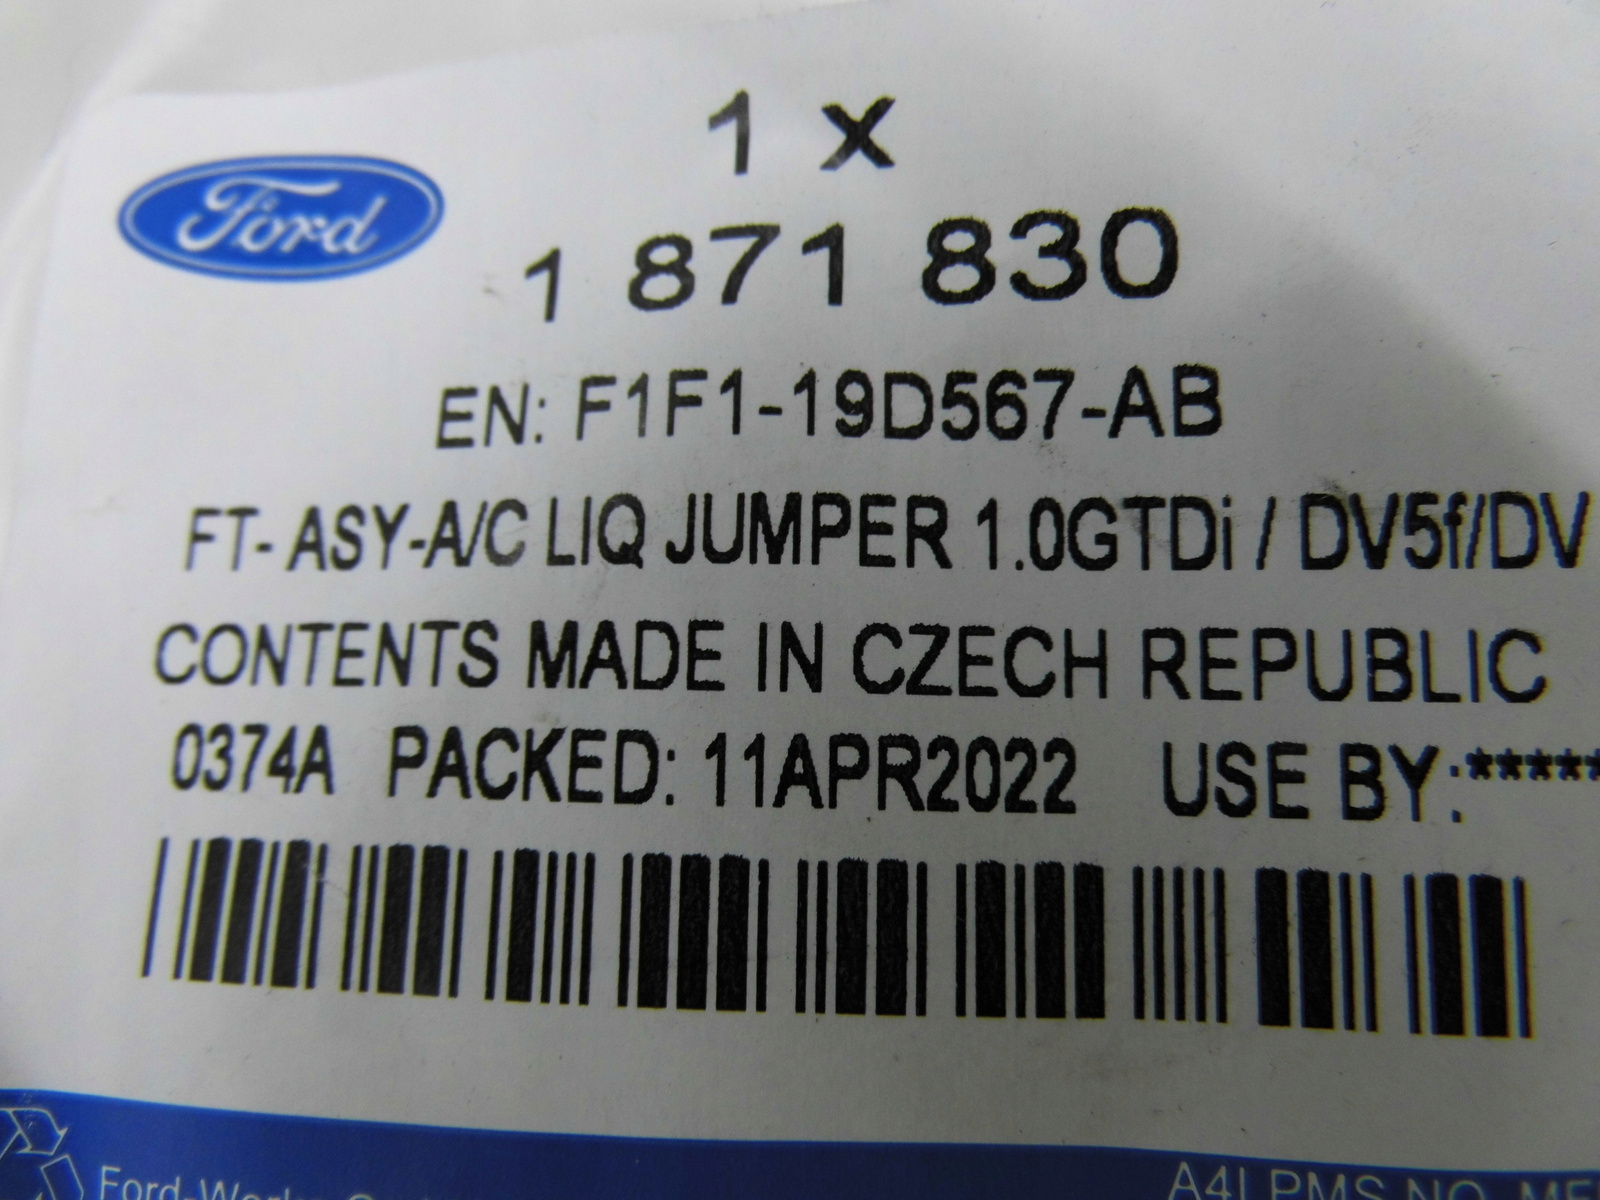 1 x
Ford
1 871 830
EN: F1F1-19D567-AB
FT- ASY-A/C LIQ JUMPER 1.0GTDi / DV5f/DV
CONTENTS MADE IN CZECH REPUBLIC
0374A PACKED: 11APR2022 USE BY:*****